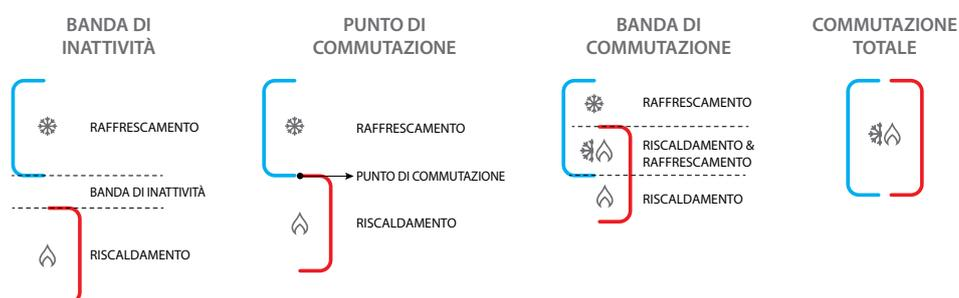 BANDA DI
INATTIVITÀ
RAFFRESCAMENTO
BANDA DI INATTIVITÀ
RISCALDAMENTO
PUNTO DI
COMMUTAZIONE
RAFFRESCAMENTO
PUNTO DI COMMUTAZIONE
RISCALDAMENTO
BANDA DI
COMMUTAZIONE
RAFFRESCAMENTO
RISCALDAMENTO &
RAFFRESCAMENTO
RISCALDAMENTO
COMMUTAZIONE
TOTALE